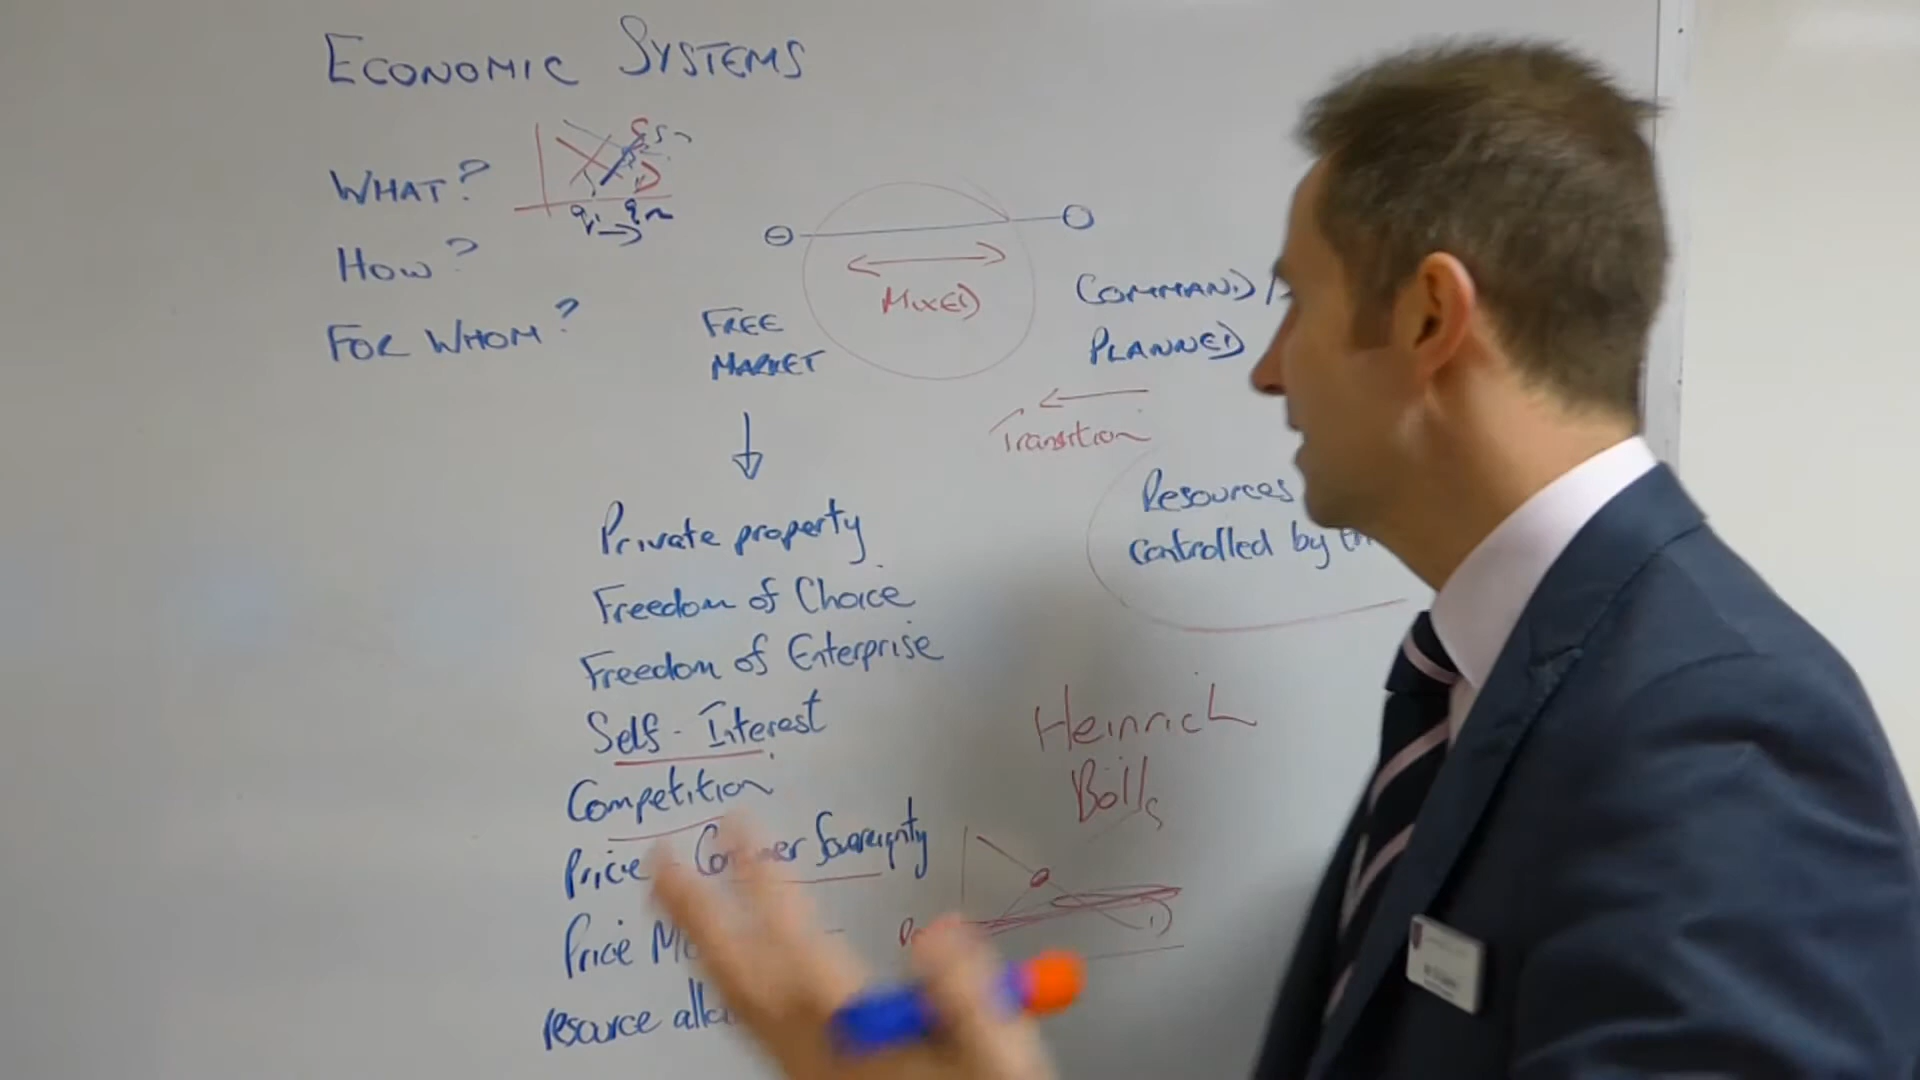 ECONOMIC SYSTEMS
WHAT?
HOW?
FOR WHOM?
MIXED
FREE
MARKET
COMMAND /
PLANNED
Transition
Private property
Freedom of Choice
Freedom of Enterprise
Self - Interest
Competition
Price - Consumer Sovereignty
Price
resource
Resources
controlled by
Heinrich
Bölls
D